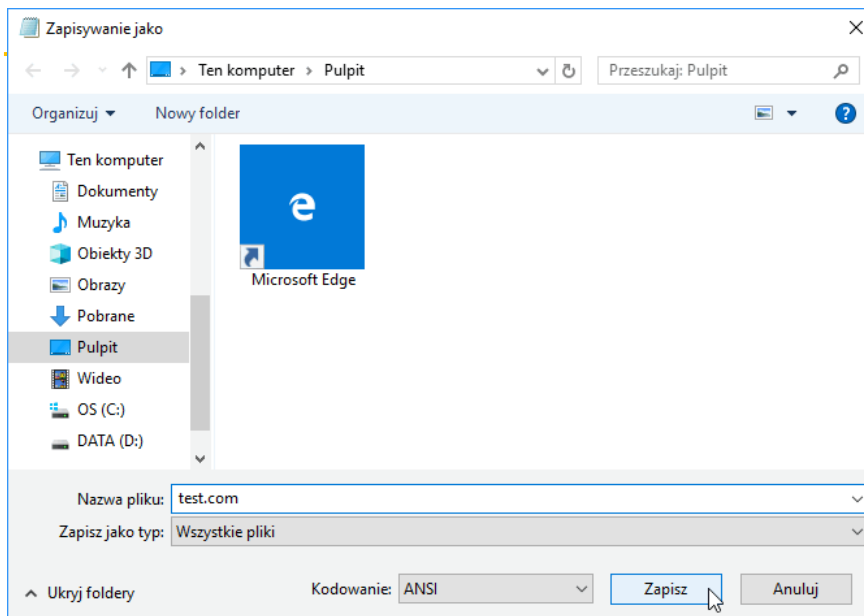 Zapisywanie jako
Ten komputer > Pulpit
Przeszukaj: Pulpit
Organizuj
Nowy folder
Ten komputer
Dokumenty
Muzyka
Obiekty 3D
Obrazy
Pobrane
Pulpit
Wideo
OS (C:)
DATA (D:)
Microsoft Edge
Nazwa pliku: test.com
Zapisz jako typ: Wszystkie pliki
Ukryj foldery
Kodowanie: ANSI
Zapisz
Anuluj